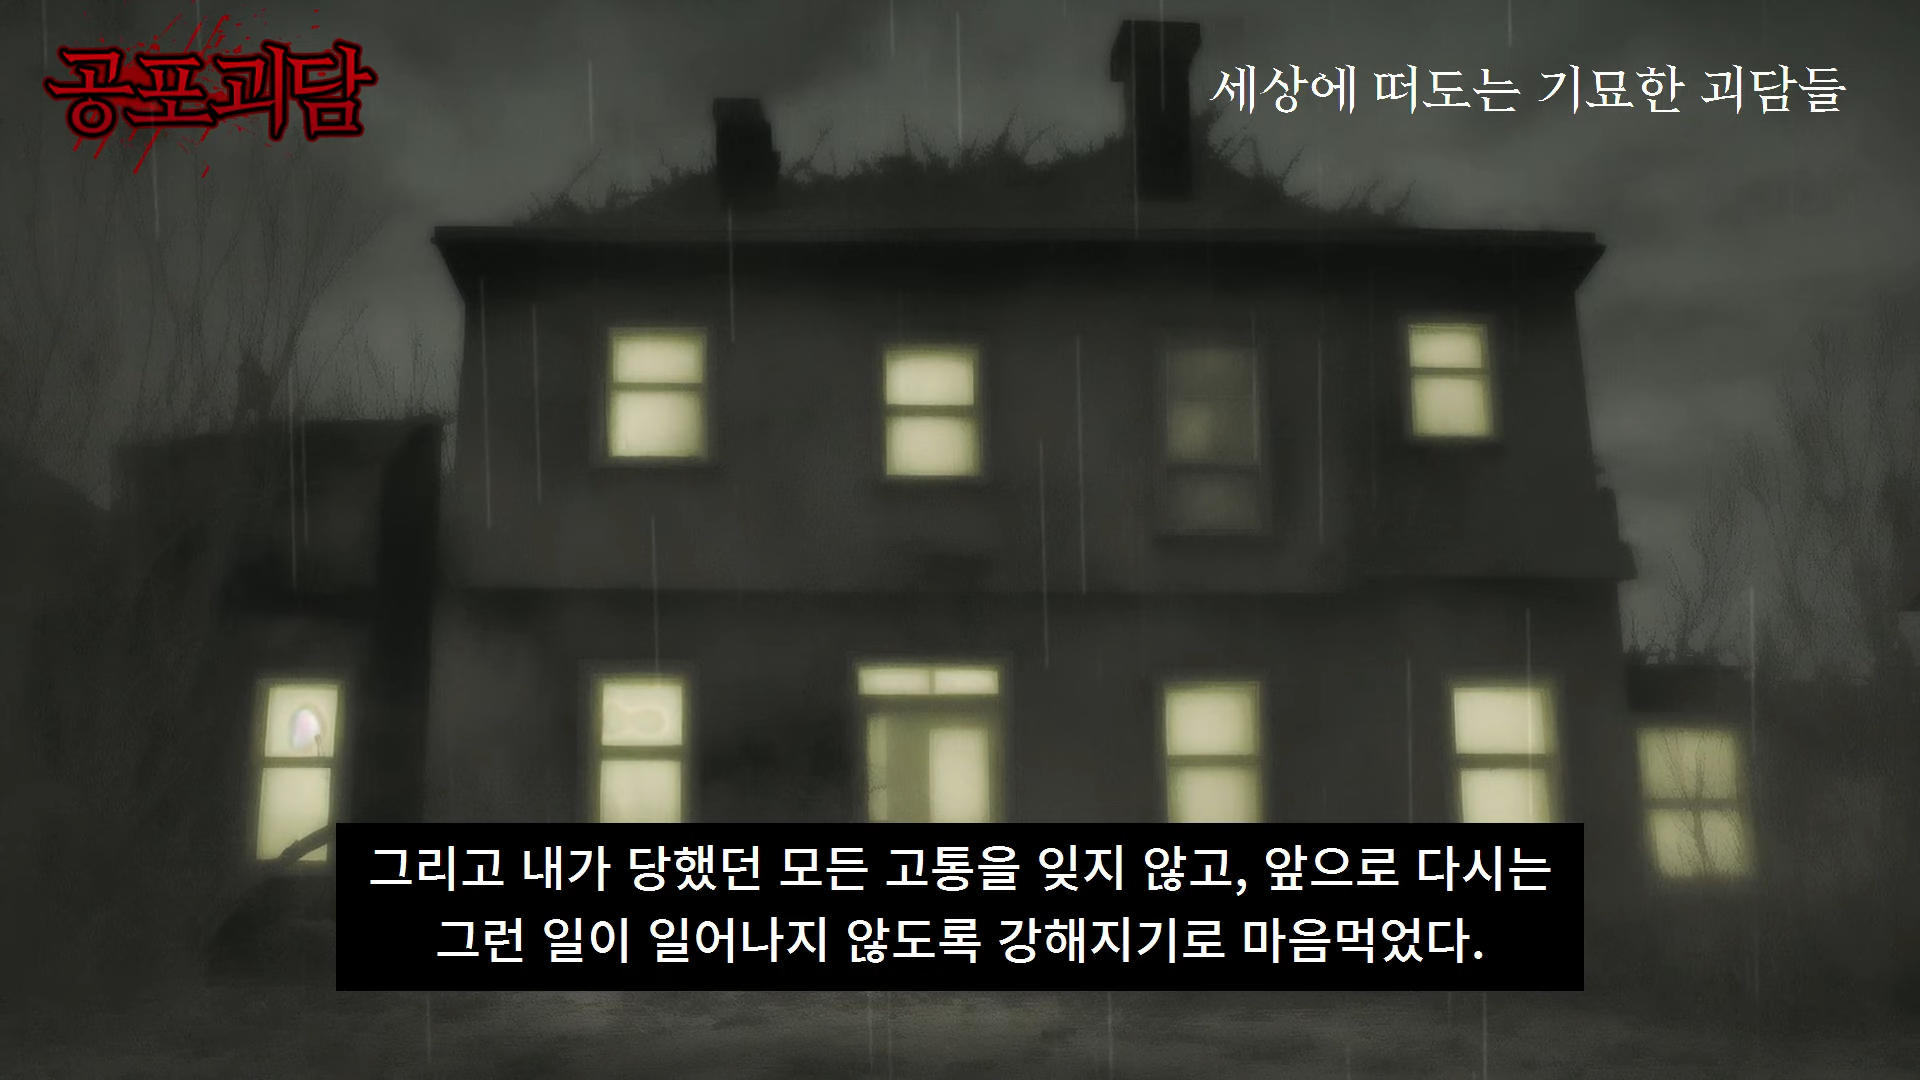 공포괴담
세상에 떠도는 기묘한 괴담들
그리고 내가 당했던 모든 고통을 잊지 않고, 앞으로 다시는
그런 일이 일어나지 않도록 강해지기로 마음먹었다.